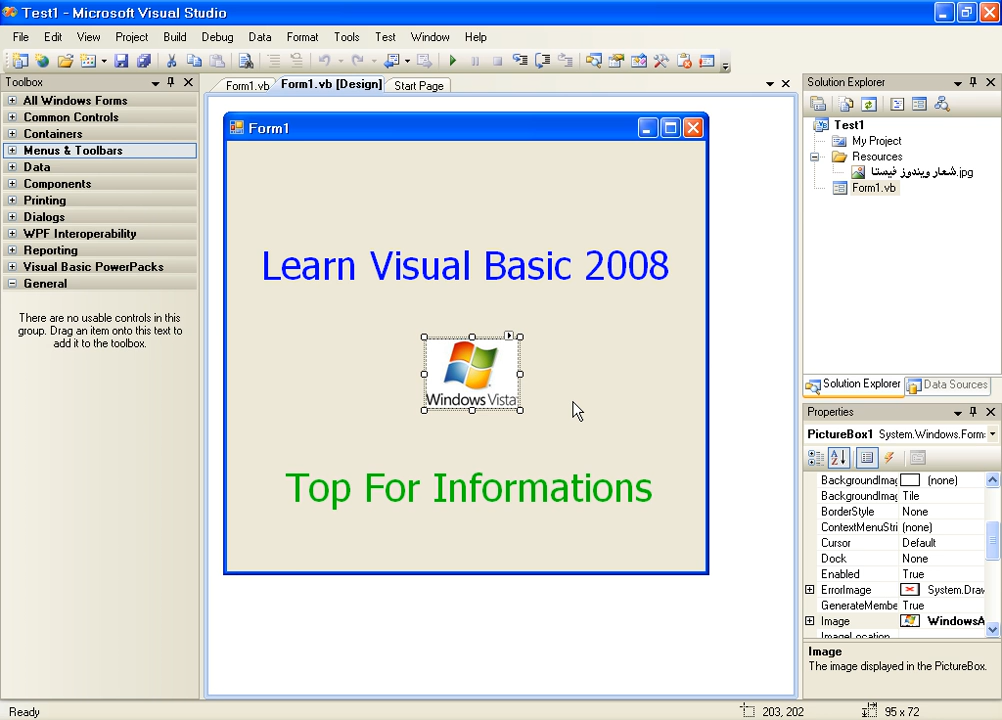 Test1 - Microsoft Visual Studio
File Edit View Project Build Debug Data Format Tools Test Window Help
Toolbox
All Windows Forms
Common Controls
Containers
Menus & Toolbars
Data
Components
Printing
Dialogs
WPF Interoperability
Reporting
Visual Basic PowerPacks
General
There are no usable controls in this
group. Drag an item onto this text to
add it to the toolbox.
Form1.vb Form1.vb [Design] Start Page
Form1
Learn Visual Basic 2008
Windows Vista
Top For Informations
Solution Explorer
Test1
My Project
Resources
شعار ويندوز فيستا.jpg
Form1.vb
Solution Explorer Data Sources
Properties
PictureBox1 System.Windows.Form:
BackgroundImag (none)
BackgroundImag Tile
BorderStyle None
ContextMenuStri (none)
Cursor Default
Dock None
Enabled True
ErrorImage System.Draw
GenerateMembe True
Image WindowsA
ImageLocation
Image
The image displayed in the PictureBox.
Ready 203, 202 95 x 72